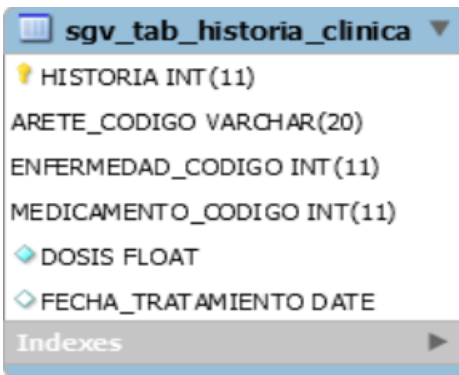 sgv_tab_historia_clinica
HISTORIA INT(11)
ARETE_CODIGO VARCHAR(20)
ENFERMEDAD_CODIGO INT(11)
MEDICAMENTO_CODIGO INT(11)
DOSIS FLOAT
FECHA_TRATAMIENTO DATE
Indexes